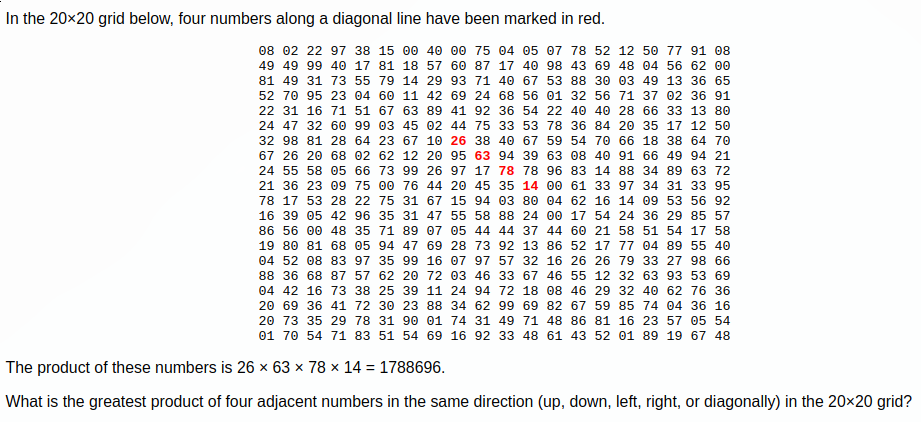 In the 20×20 grid below, four numbers along a diagonal line have been marked in red.
08 02 22 97 38 15 00 40 00 75 04 05 07 78 52 12 50 77 91 08
49 49 99 40 17 81 18 57 60 87 17 40 98 43 69 48 04 56 62 00
81 49 31 73 55 79 14 29 93 71 40 67 53 88 30 03 49 13 36 65
52 70 95 23 04 60 11 42 69 24 68 56 01 32 56 71 37 02 36 91
22 31 16 71 51 67 63 89 41 92 36 54 22 40 40 28 66 33 13 80
24 47 32 60 99 03 45 02 44 75 33 53 78 36 84 20 35 17 12 50
32 98 81 28 64 23 67 10 26 38 40 67 59 54 70 66 18 38 64 70
67 26 20 68 02 62 12 20 95 63 94 39 63 08 40 91 66 49 94 21
24 55 58 05 66 73 99 26 97 17 78 78 96 83 14 88 34 89 63 72
21 36 23 09 75 00 76 44 20 45 35 14 00 61 33 97 34 31 33 95
78 17 53 28 22 75 31 67 15 94 03 80 04 62 16 14 09 53 56 92
16 39 05 42 96 35 31 47 55 58 88 24 00 17 54 24 36 29 85 57
86 56 00 48 35 71 89 07 05 44 44 37 44 60 21 58 51 54 17 58
19 80 81 68 05 94 47 69 28 73 92 13 86 52 17 77 04 89 55 40
04 52 08 83 97 35 99 16 07 97 57 32 16 26 26 79 33 27 98 66
88 36 68 87 57 62 20 72 03 46 33 67 46 55 12 32 63 93 53 69
04 42 16 73 38 25 39 11 24 94 72 18 08 46 29 32 40 62 76 36
20 69 36 41 72 30 23 88 34 62 99 69 82 67 59 85 74 04 36 16
20 73 35 29 78 31 90 01 74 31 49 71 48 86 81 16 23 57 05 54
01 70 54 71 83 51 54 69 16 92 33 48 61 43 52 01 89 19 67 48
The product of these numbers is 26 × 63 × 78 × 14 = 1788696.
What is the greatest product of four adjacent numbers in the same direction (up, down, left, right, or diagonally) in the 20×20 grid?